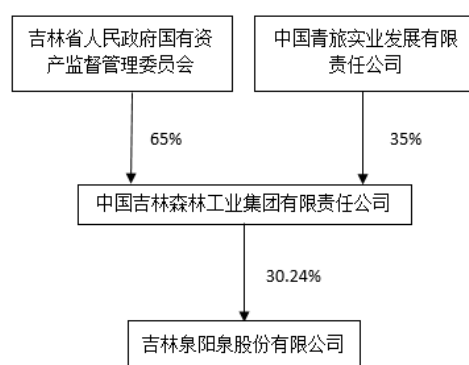 吉林省人民政府国有资
产监督管理委员会
中国青旅实业发展有限
责任公司
65%
35%
中国吉林森林工业集团有限责任公司
30.24%
吉林泉阳泉股份有限公司